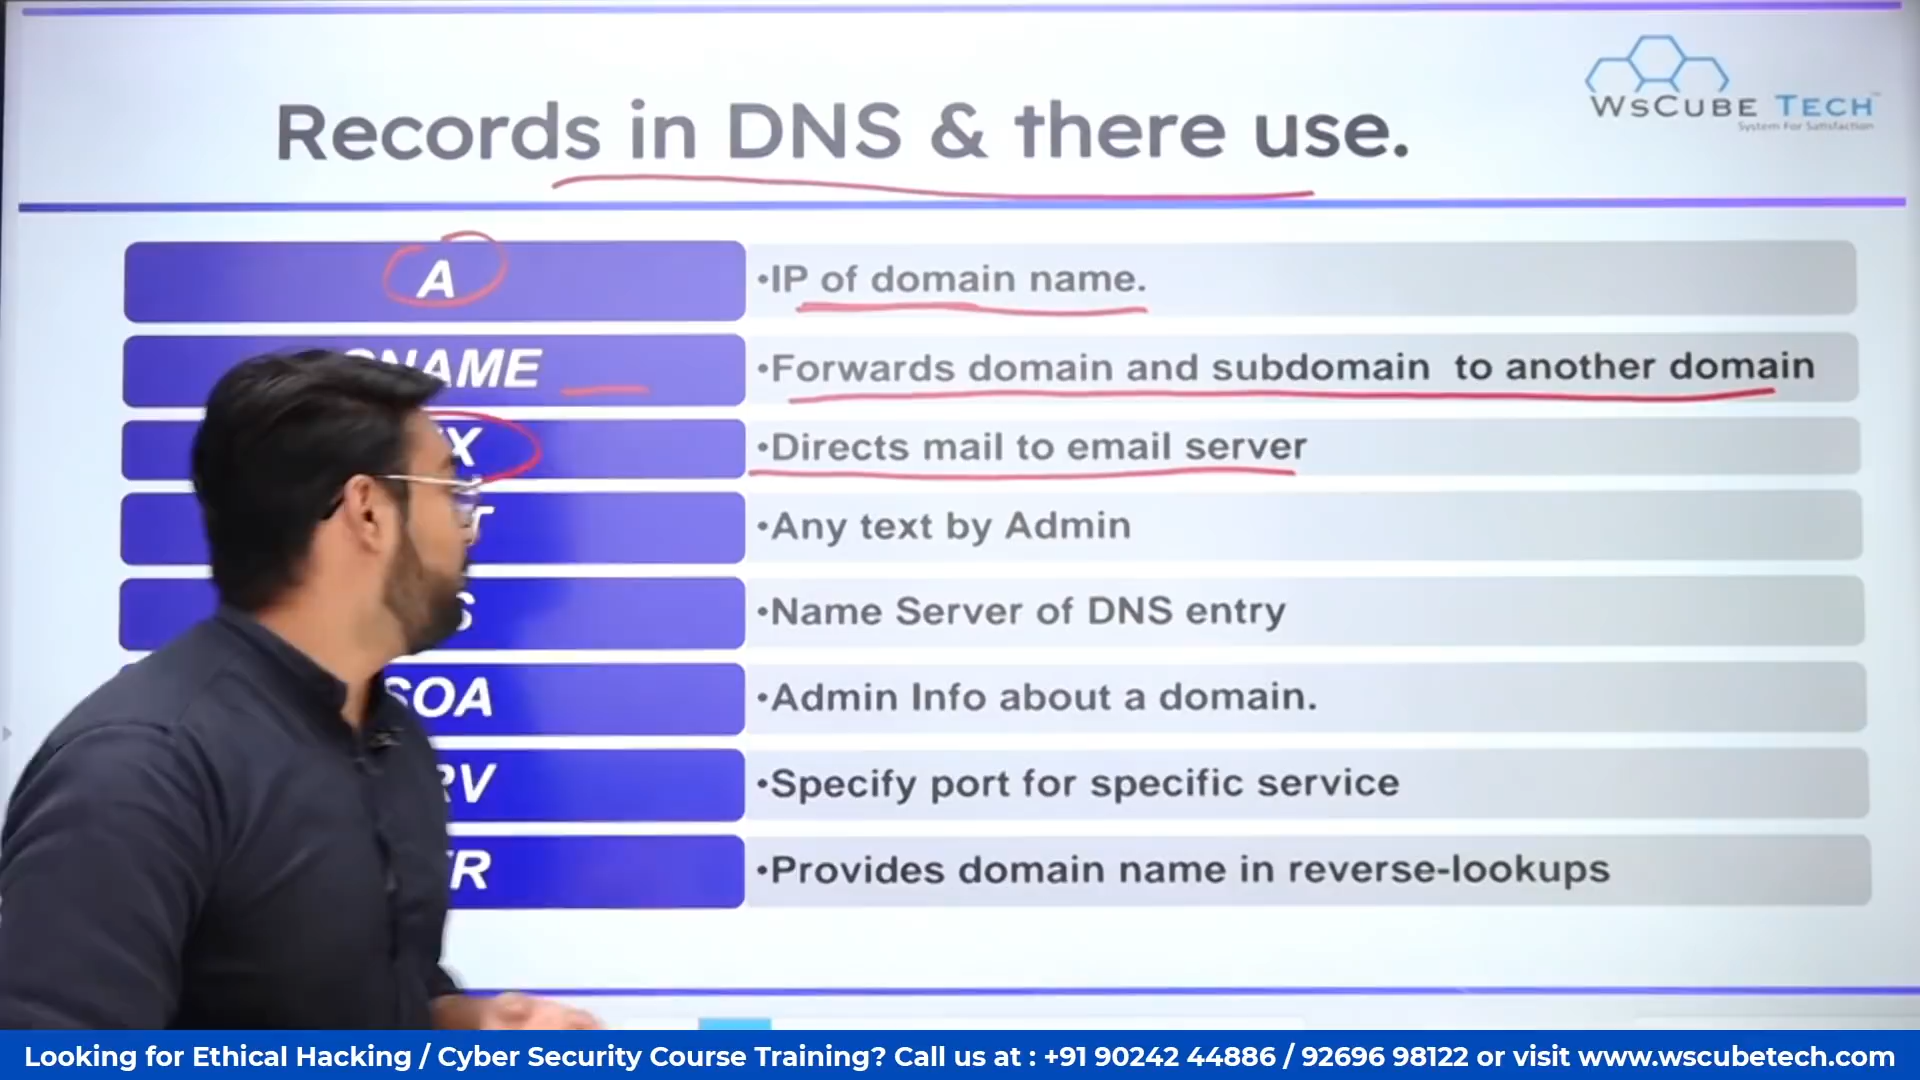 WSCUBE TECH
System For Satisfaction
Records in DNS & there use.
A
•IP of domain name.
•Forwards domain and subdomain to another domain
•Directs mail to email server
•Any text by Admin
•Name Server of DNS entry
SOA
•Admin Info about a domain.
•Specify port for specific service
•Provides domain name in reverse-lookups
Looking for Ethical Hacking / Cyber Security Course Training? Call us at : +91 90242 44886 / 92696 98122 or visit www.wscubetech.com